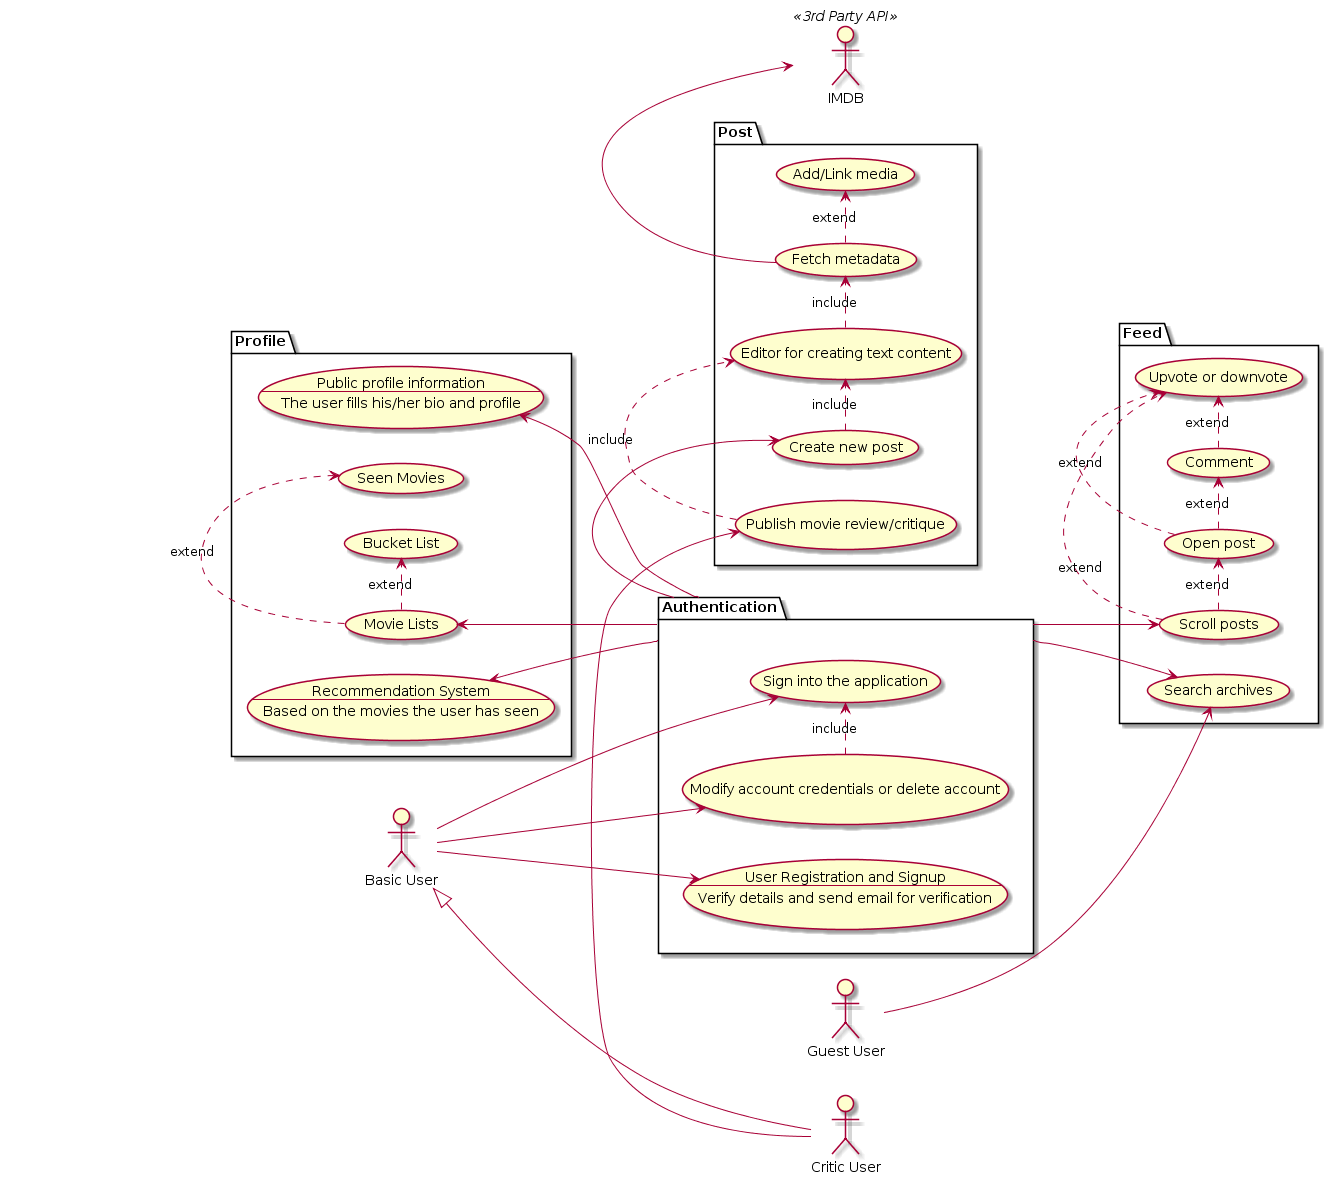 «3rd Party API»
IMDB
Post
Add/Link media
extend
Fetch metadata
include
Editor for creating text content
include
Create new post
include
Publish movie review/critique
Profile
Public profile information
The user fills his/her bio and profile
Seen Movies
Bucket List
extend
extend
Movie Lists
Recommendation System
Based on the movies the user has seen
Feed
Upvote or downvote
extend
Comment
extend
extend
Open post
extend
extend
Scroll posts
Search archives
Authentication
Sign into the application
include
Modify account credentials or delete account
User Registration and Signup
Verify details and send email for verification
Basic User
Guest User
Critic User